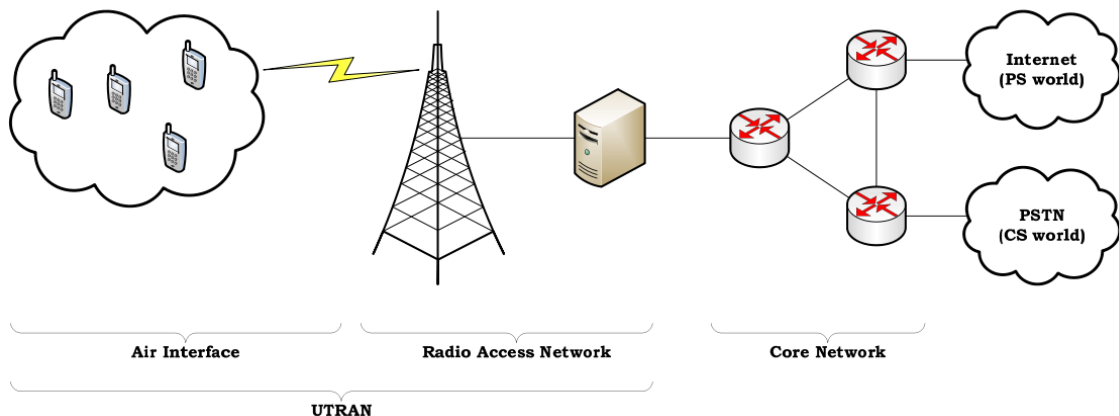 Internet
(PS world)
PSTN
(CS world)
Air Interface
Radio Access Network
Core Network
UTRAN